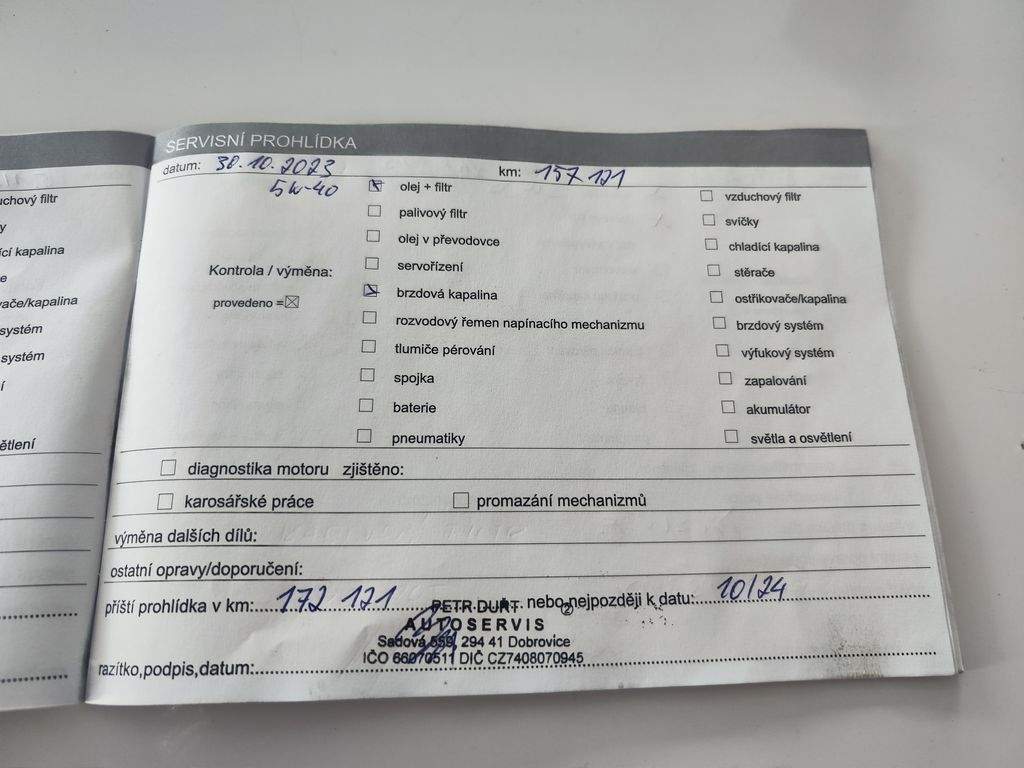 SERVISNÍ PROHLÍDKA
datum: 30.10.2023 km: 157 121
5W-40
olej + filtr
palivový filtr
olej v převodovce
servořízení
brzdová kapalina
rozvodový řemen napínacího mechanizmu
tlumiče pérování
spojka
baterie
pneumatiky
Kontrola / výměna:
provedeno =☒
vzduchový filtr
svíčky
chladící kapalina
stěrače
ostřikovače/kapalina
brzdový systém
výfukový systém
zapalování
akumulátor
světla a osvětlení
diagnostika motoru zjištěno:
karosářské práce promazání mechanizmů
výměna dalších dílů:
ostatní opravy/doporučení:
příští prohlídka v km: 172 121 nebo nejpozději k datu: 10/24
PETR DURT
AUTOSERVIS
Sadová 559, 294 41 Dobrovice
IČO 66070511 DIČ CZ7408070945
razítko,podpis,datum:
uchový filtr
y
ící kapalina
e
vače/kapalina
systém
systém
í
ětlení